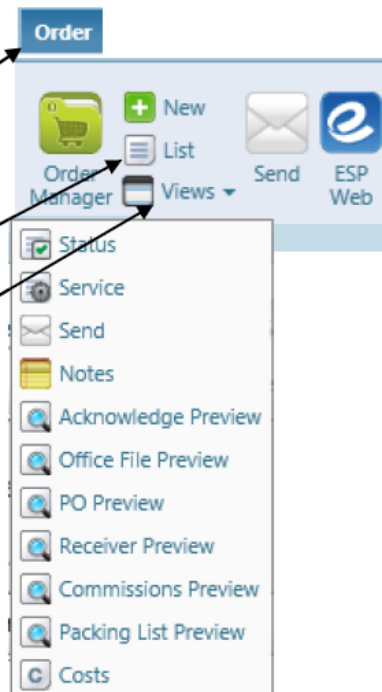 Order
New
List
Views
Order
Manager
Send
ESP
Web
Status
Service
Send
Notes
Acknowledge Preview
Office File Preview
PO Preview
Receiver Preview
Commissions Preview
Packing List Preview
C Costs